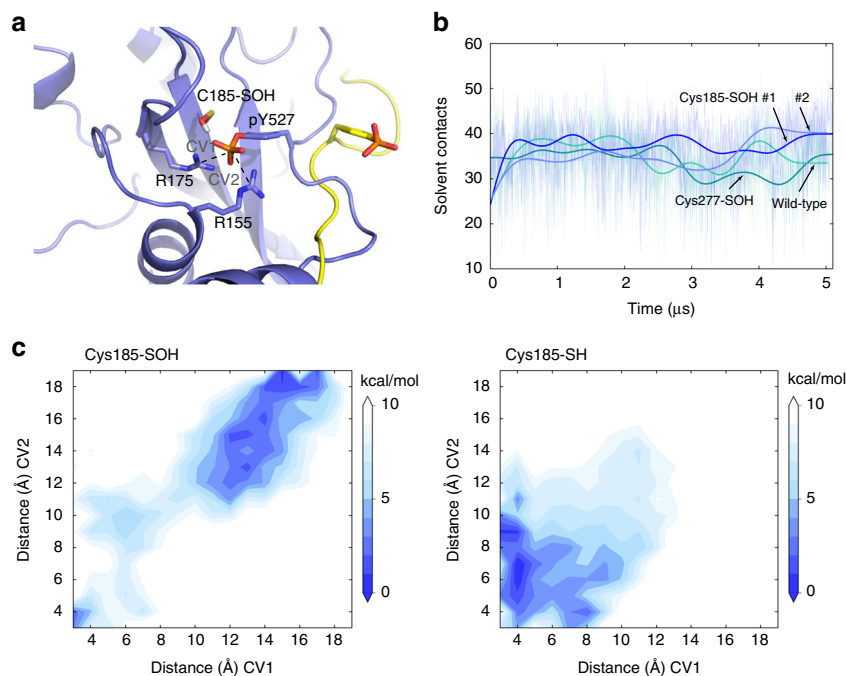 a
C185-SOH
pY527
CV1
R175
CV2
R155
b
Solvent contacts
60
50
40
30
20
10
Cys185-SOH #1
#2
Cys277-SOH
Wild-type
0 1 2 3 4 5
Time (μs)
c
Cys185-SOH
Distance (Å) CV2
18
16
14
12
10
8
6
4
4 6 8 10 12 14 16 18
Distance (Å) CV1
kcal/mol
10
5
0
Cys185-SH
Distance (Å) CV2
18
16
14
12
10
8
6
4
4 6 8 10 12 14 16 18
Distance (Å) CV1
kcal/mol
10
5
0